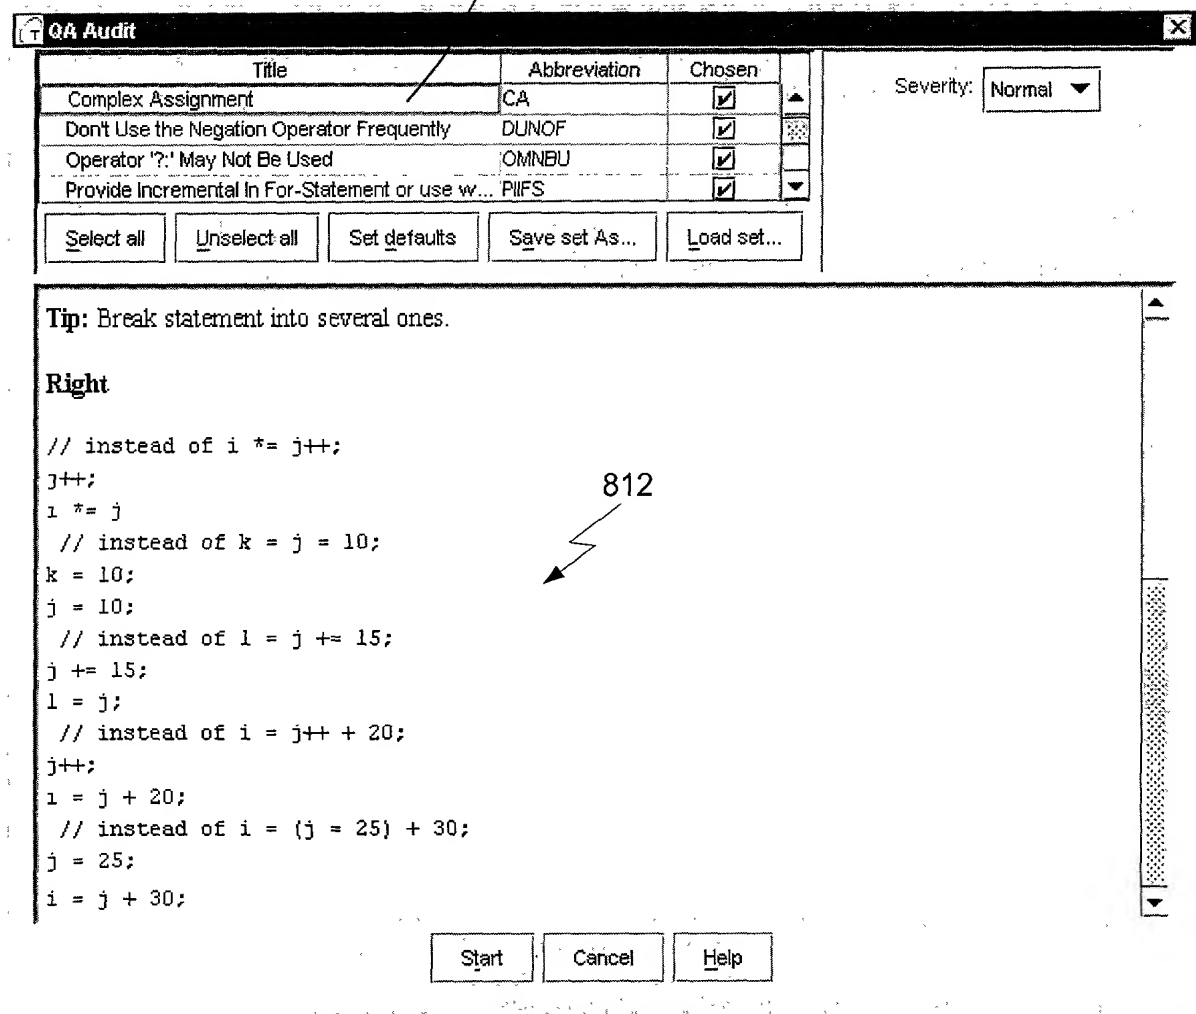 QA Audit
Title Abbreviation Chosen
Complex Assignment CA
Don't Use the Negation Operator Frequently DUNOF
Operator '?:' May Not Be Used OMNBU
Provide Incremental In For-Statement or use w... PIIFS
Severity: Normal
Select all Unselect all Set defaults Save set As... Load set...
Tip: Break statement into several ones.
Right
// instead of i *= j++;
j++;
i *= j
// instead of k = j = 10;
k = 10;
j = 10;
// instead of l = j += 15;
j += 15;
l = j;
// instead of i = j++ + 20;
j++;
i = j + 20;
// instead of i = (j = 25) + 30;
j = 25;
i = j + 30;
812
Start Cancel Help